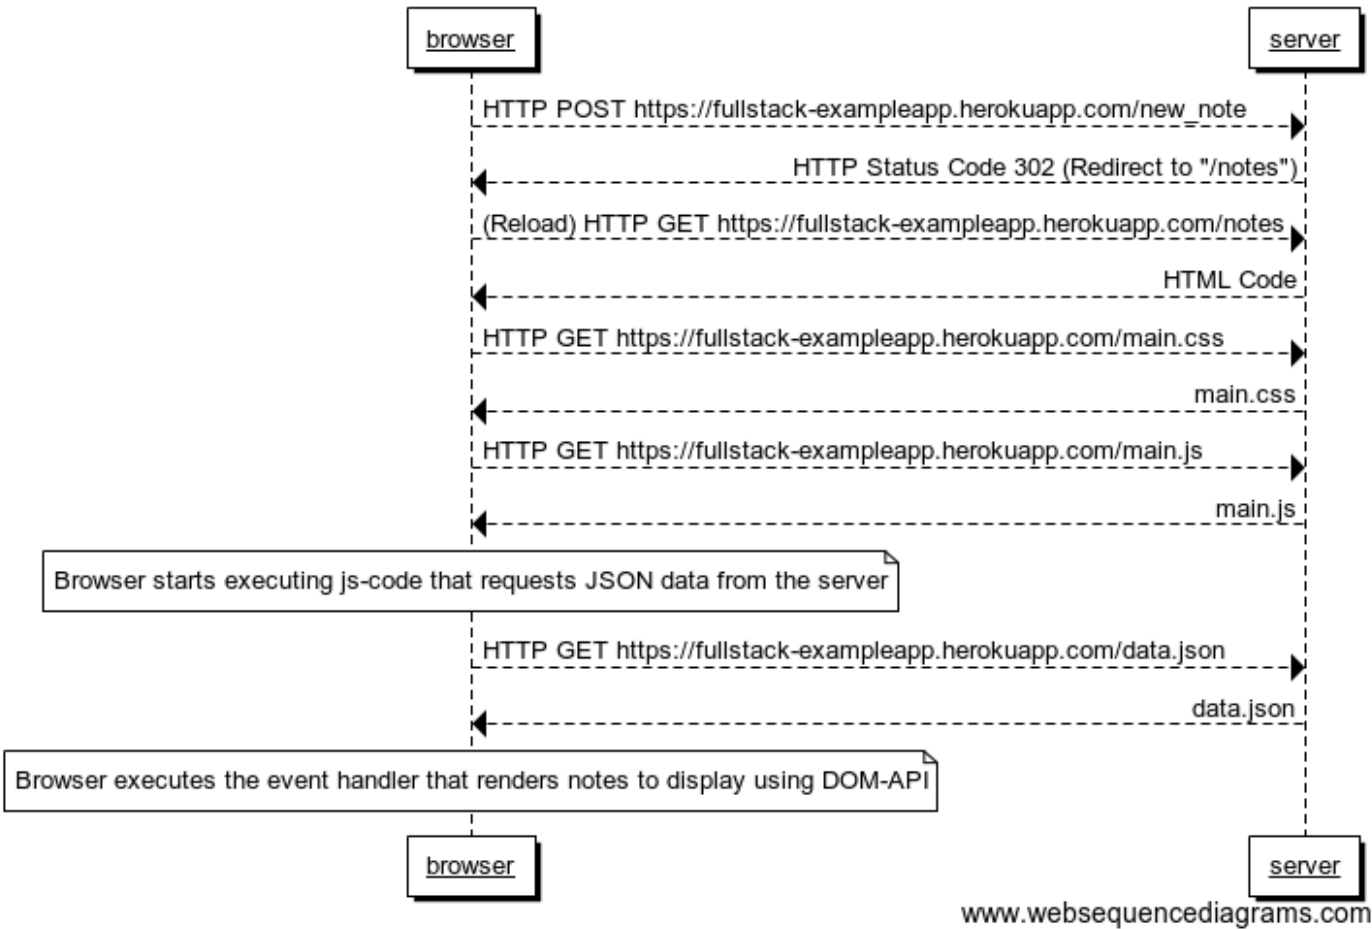 browser
server
HTTP POST https://fullstack-exampleapp.herokuapp.com/new_note
HTTP Status Code 302 (Redirect to "/notes")
(Reload) HTTP GET https://fullstack-exampleapp.herokuapp.com/notes
HTML Code
HTTP GET https://fullstack-exampleapp.herokuapp.com/main.css
main.css
HTTP GET https://fullstack-exampleapp.herokuapp.com/main.js
main.js
Browser starts executing js-code that requests JSON data from the server
HTTP GET https://fullstack-exampleapp.herokuapp.com/data.json
data.json
Browser executes the event handler that renders notes to display using DOM-API
browser
server
www.websequencediagrams.com